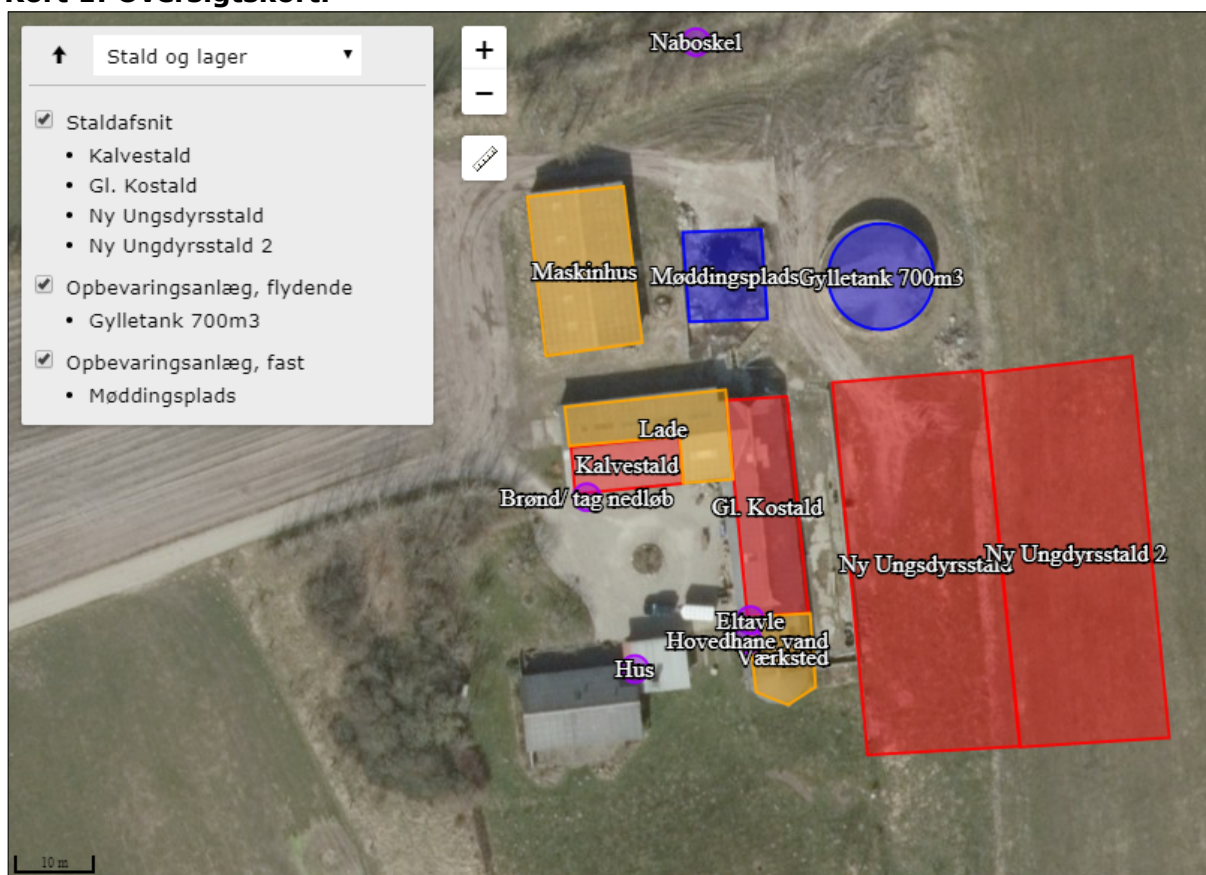 Kort 1. Oversigtskort.
Stald og lager
Staldafsnit
• Kalvestald
• Gl. Kostald
• Ny Ungsdyrsstald
• Ny Ungdyrsstald 2
Opbevaringsanlæg, flydende
• Gylletank 700m3
Opbevaringsanlæg, fast
• Møddingsplads
+
−
Naboskel
Maskinhus
Møddingsplads
Gylletank 700m3
Lade
Kalvestald
Brønd/ tag nedløb
Gl. Kostald
Ny Ungsdyrsstald
Ny Ungdyrsstald 2
Eltavle
Hovedhane vand
Værksted
Hus
10 m